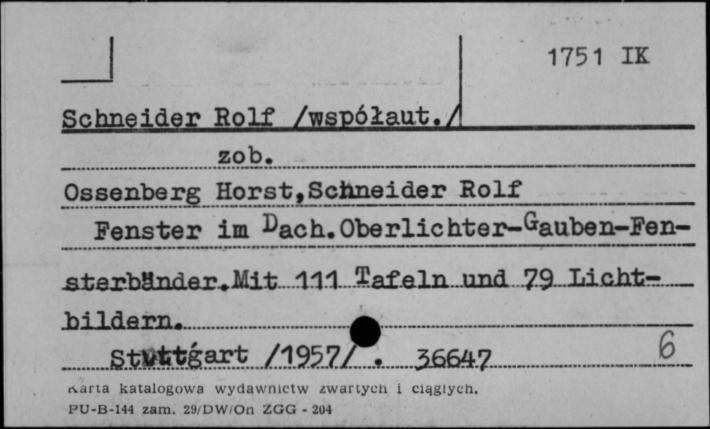 1751 IK
Schneider Rolf /współaut./
zob.
Ossenberg Horst,Schneider Rolf
Fenster im Dach.Oberlichter-Gauben-Fen-
sterbänder.Mit 111 Tafeln und 79 Licht-
bildern.
Stuttgart /1957/ . 36647 6
Karta katalogowa wydawnictw zwartych i ciągłych.
PU-B-144 zam. 29/DW/On ZGG - 204